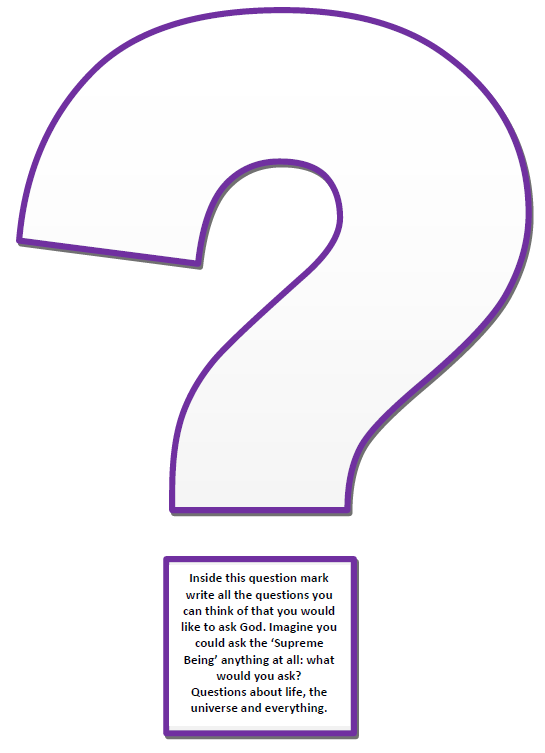 Inside this question mark
write all the questions you
can think of that you would
like to ask God. Imagine you
could ask the ‘Supreme
Being’ anything at all: what
would you ask?
Questions about life, the
universe and everything.